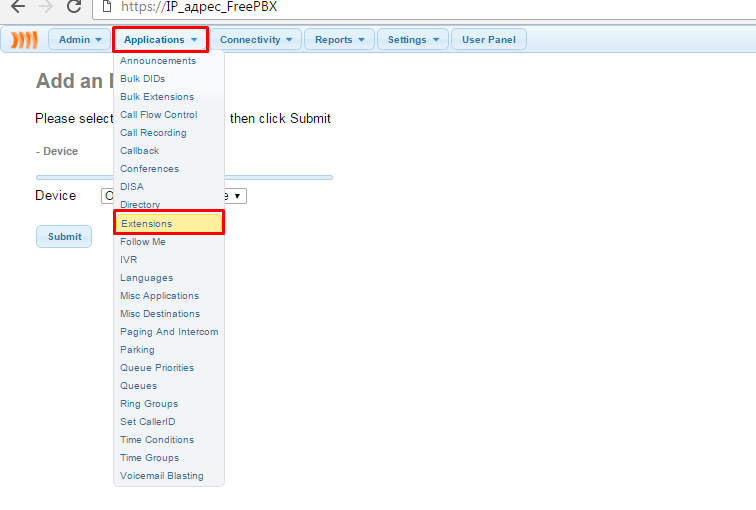 https://IP_адрес_FreePBX
Admin Applications Connectivity Reports Settings User Panel
Announcements
Add an
Bulk DIDs
Bulk Extensions
Call Flow Control
Please select then click Submit
Call Recording
- Device
Callback
Conferences
DISA
Device
Directory
Extensions
Submit
Follow Me
IVR
Languages
Misc Applications
Misc Destinations
Paging And Intercom
Parking
Queue Priorities
Queues
Ring Groups
Set CallerID
Time Conditions
Time Groups
Voicemail Blasting